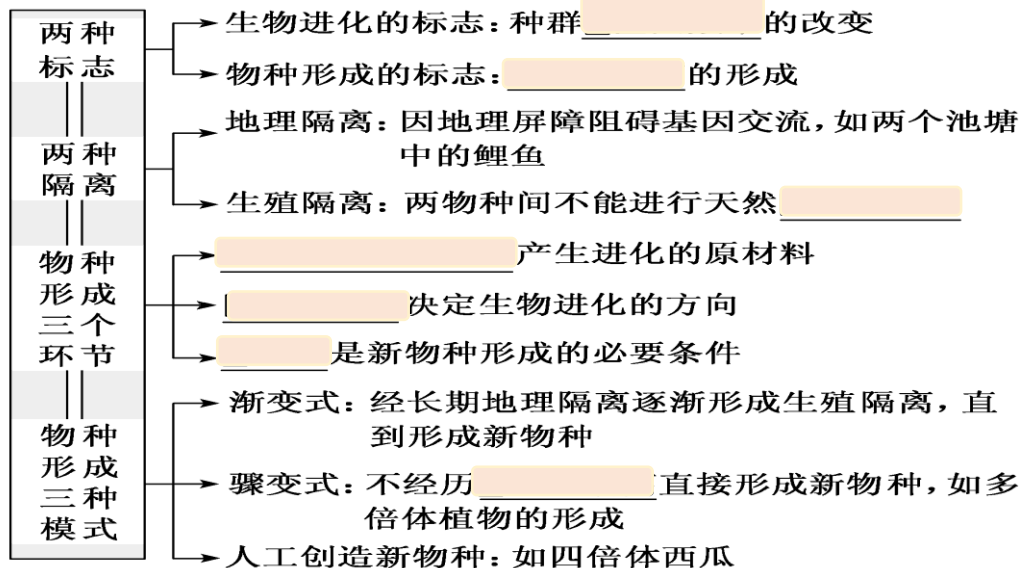 两种
标志
生物进化的标志：种群 的改变
物种形成的标志： 的形成
两种
隔离
地理隔离：因地理屏障阻碍基因交流，如两个池塘
中的鲤鱼
生殖隔离：两物种间不能进行天然
物种
形成
三个
环节
产生进化的原材料
决定生物进化的方向
是新物种形成的必要条件
物种
形成
三种
模式
渐变式：经长期地理隔离逐渐形成生殖隔离，直
到形成新物种
骤变式：不经历 直接形成新物种，如多
倍体植物的形成
人工创造新物种：如四倍体西瓜